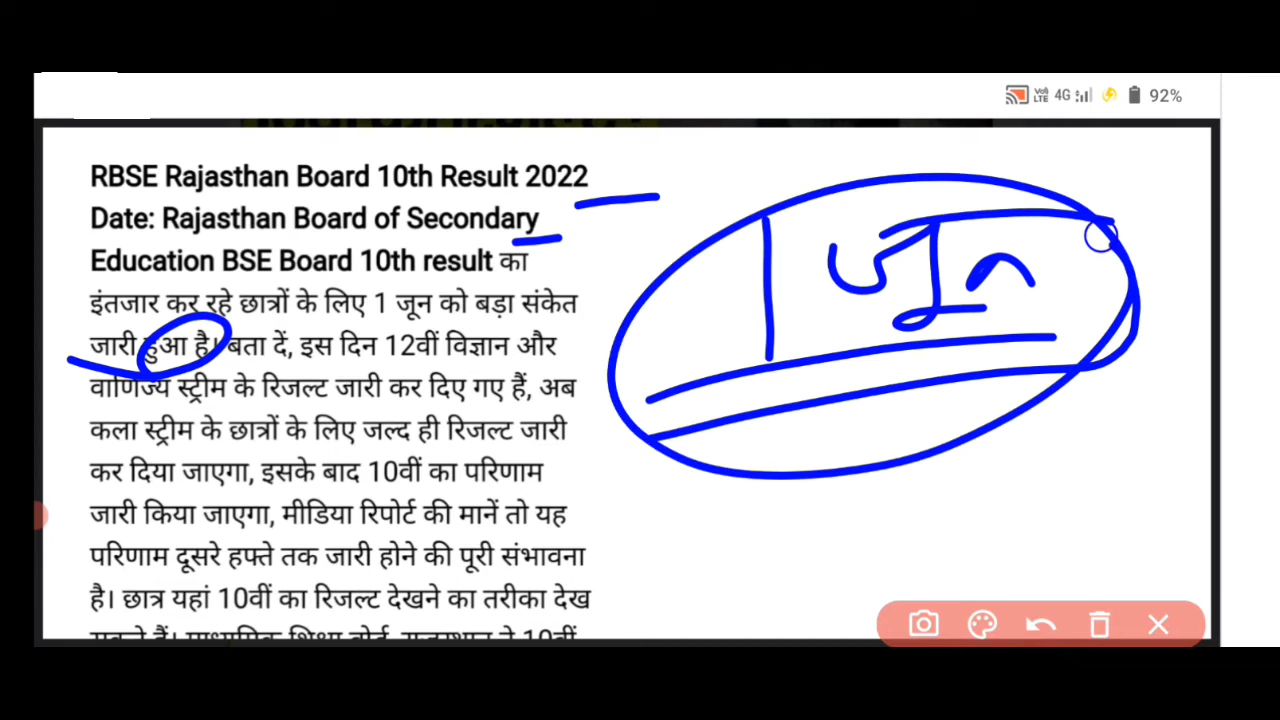 Vo) LTE 4G 92%
RBSE Rajasthan Board 10th Result 2022
Date: Rajasthan Board of Secondary
Education BSE Board 10th result का
इंतजार कर रहे छात्रों के लिए 1 जून को बड़ा संकेत
जारी हुआ है। बता दें, इस दिन 12वीं विज्ञान और
वाणिज्य स्ट्रीम के रिजल्ट जारी कर दिए गए हैं, अब
कला स्ट्रीम के छात्रों के लिए जल्द ही रिजल्ट जारी
कर दिया जाएगा, इसके बाद 10वीं का परिणाम
जारी किया जाएगा, मीडिया रिपोर्ट की मानें तो यह
परिणाम दूसरे हफ्ते तक जारी होने की पूरी संभावना
है। छात्र यहां 10वीं का रिजल्ट देखने का तरीका देख
1 जून